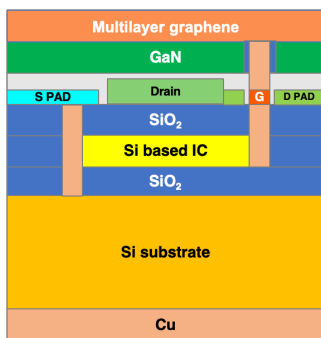 Multilayer graphene
GaN
Drain
S PAD
G
D PAD
SiO₂
Si based IC
SiO₂
Si substrate
Cu